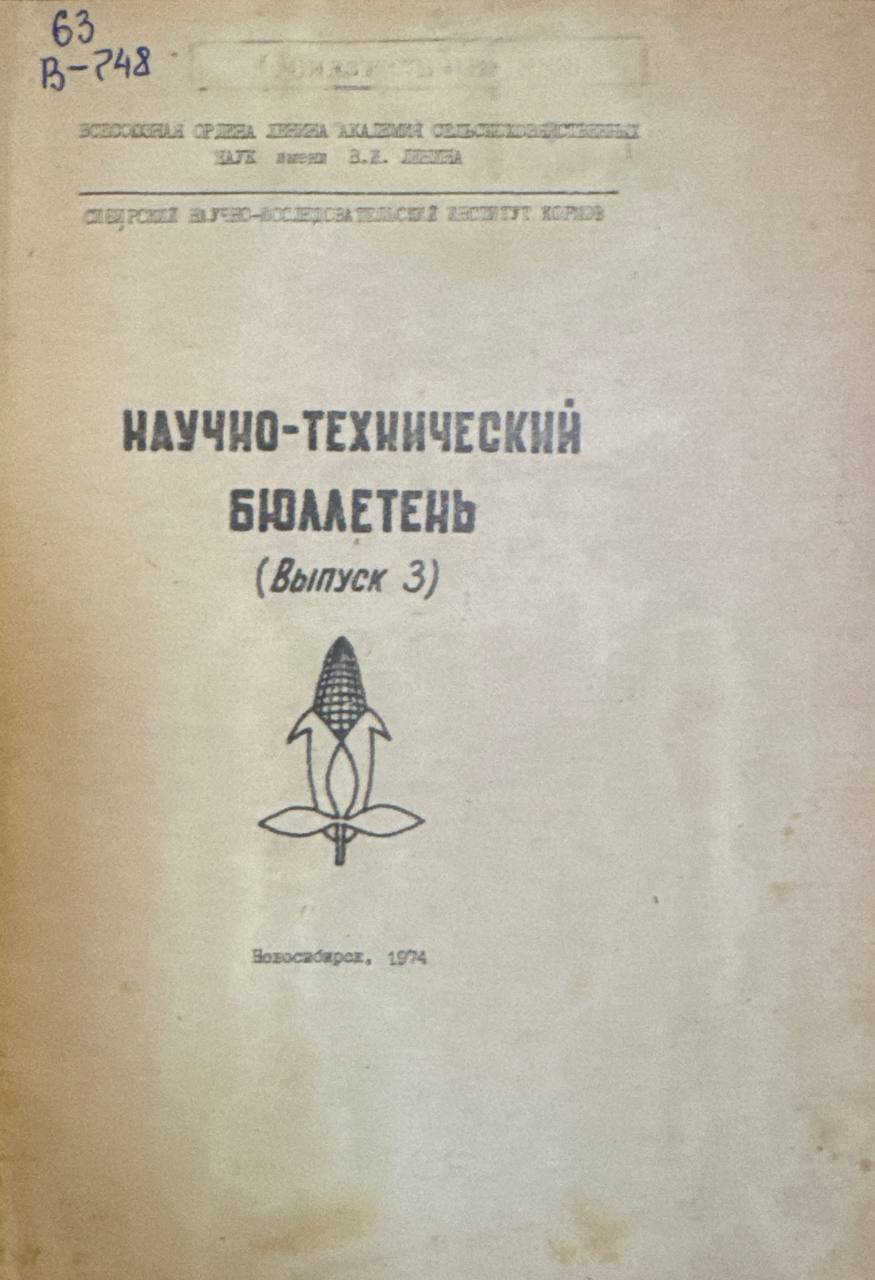 63
В-748
ВСЕСОЮЗНАЯ ОРДЕНА ЛЕНИНА АКАДЕМИЯ СЕЛЬСКОХОЗЯЙСТВЕННЫХ
НАУК имени В.И. ЛЕНИНА
СИБИРСКИЙ НАУЧНО-ИССЛЕДОВАТЕЛЬСКИЙ ИНСТИТУТ КОРМОВ
НАУЧНО-ТЕХНИЧЕСКИЙ
БЮЛЛЕТЕНЬ
(Выпуск 3)
Новосибирск, 1974